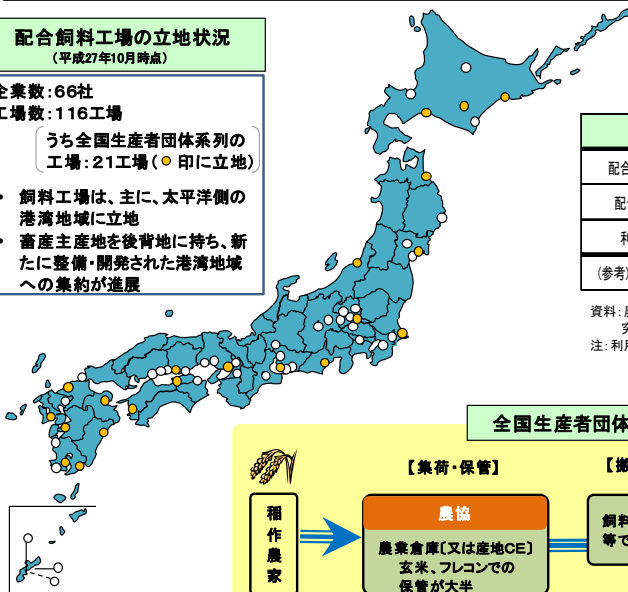 配合飼料工場の立地状況
(平成27年10月時点)
企業数:66社
工場数:116工場
うち全国生産者団体系列の
工場:21工場( 印に立地)
• 飼料工場は、主に、太平洋側の
港湾地域に立地
• 畜産主産地を後背地に持ち、新
たに整備・開発された港湾地域
への集約が進展
配合
配合
(参考)
資料:
注:利用
全国生産者団体
【集荷・保管】
稲作農家
農協
農業倉庫〔又は産地CE〕
玄米、フレコンでの
保管が大半
飼料
等で